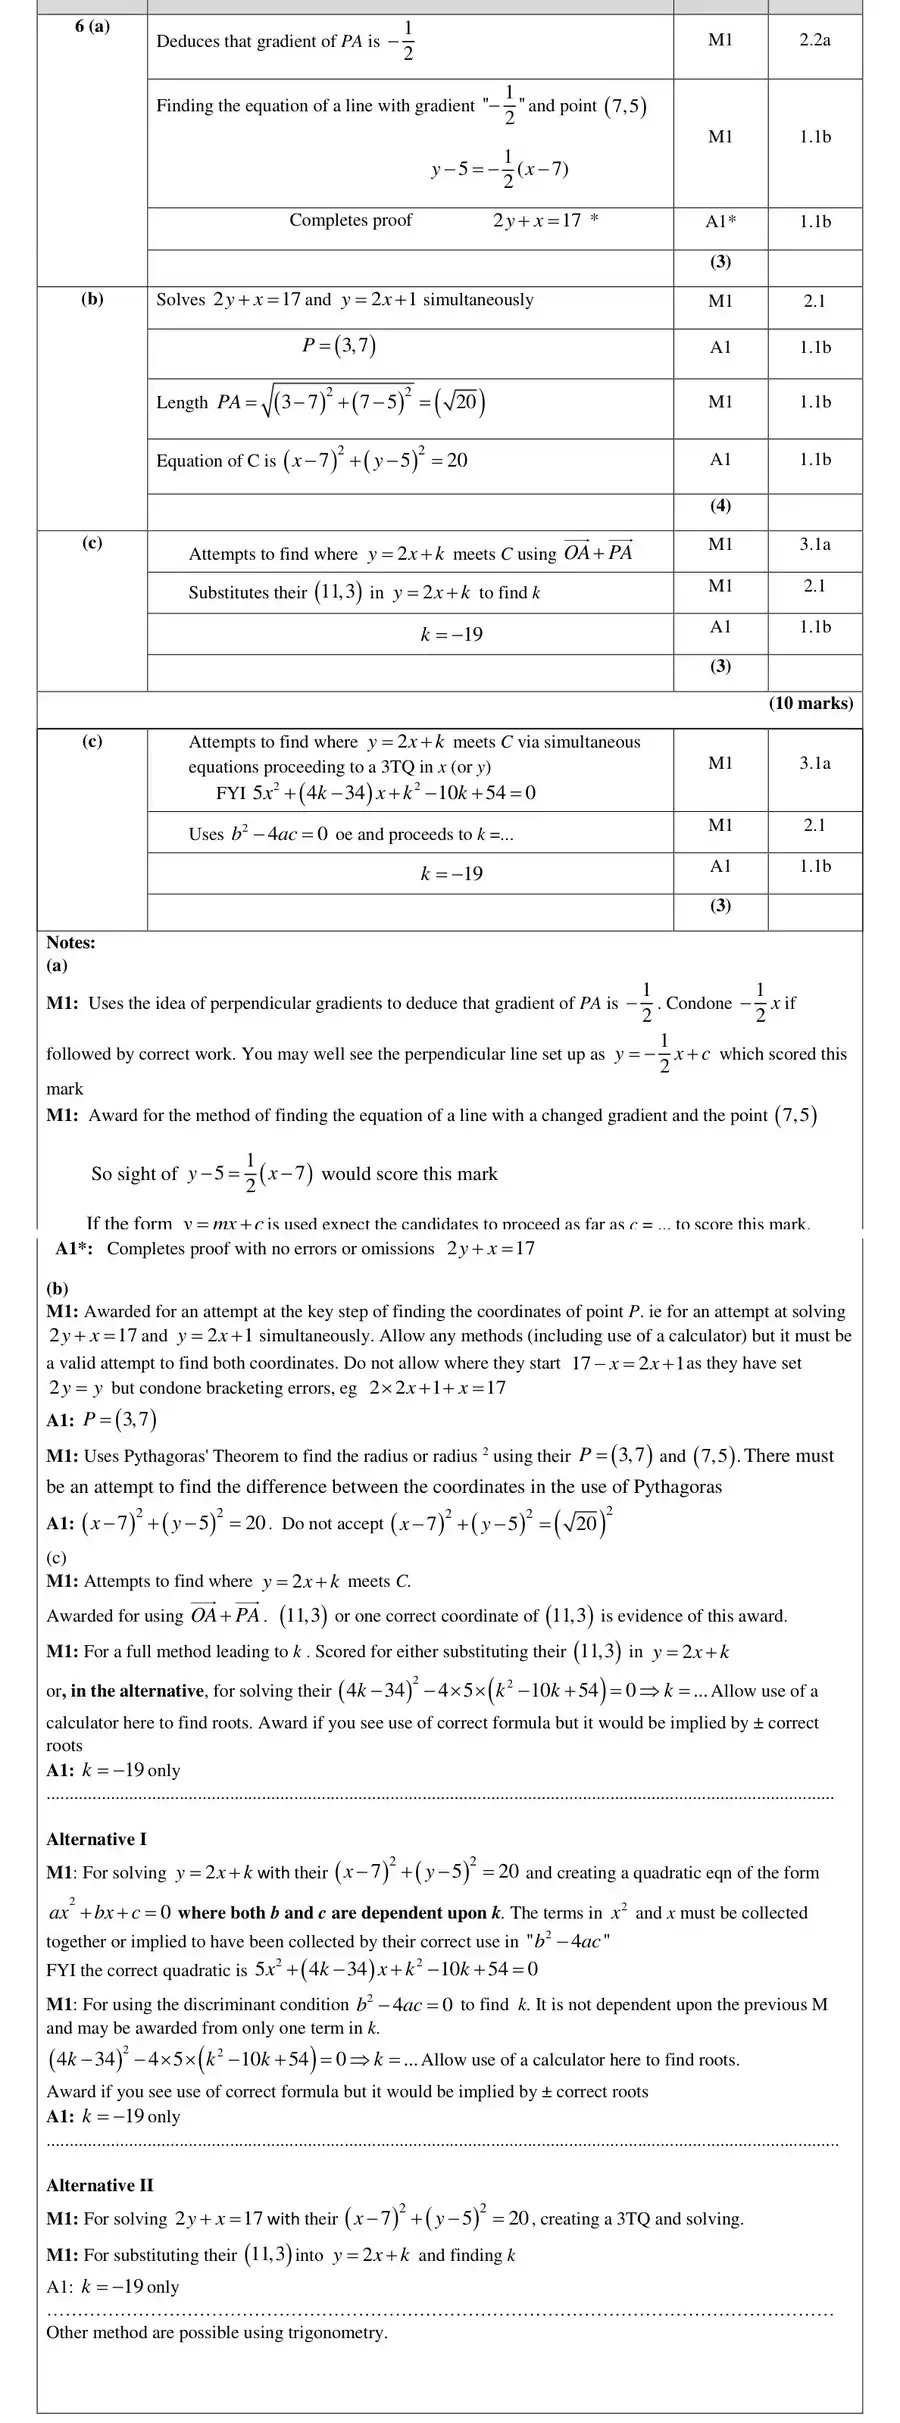 6 (a) Deduces that gradient of PA is −1/2 M1 2.2a
Finding the equation of a line with gradient "−1/2" and point (7,5)
y − 5 = −1/2 (x − 7) M1 1.1b
Completes proof 2y + x = 17 * A1* 1.1b
(3)
(b) Solves 2y + x = 17 and y = 2x + 1 simultaneously M1 2.1
P = (3,7) A1 1.1b
Length PA = √((3−7)² + (7−5)²) = (√20) M1 1.1b
Equation of C is (x−7)² + (y−5)² = 20 A1 1.1b
(4)
(c) Attempts to find where y = 2x + k meets C using →OA + →PA M1 3.1a
Substitutes their (11,3) in y = 2x + k to find k M1 2.1
k = −19 A1 1.1b
(3)
(10 marks)
(c) Attempts to find where y = 2x + k meets C via simultaneous
equations proceeding to a 3TQ in x (or y) M1 3.1a
FYI 5x² + (4k − 34)x + k² − 10k + 54 = 0
Uses b² − 4ac = 0 oe and proceeds to k =... M1 2.1
k = −19 A1 1.1b
(3)
Notes:
(a)
M1: Uses the idea of perpendicular gradients to deduce that gradient of PA is −1/2. Condone −1/2 x if
followed by correct work. You may well see the perpendicular line set up as y = −1/2 x + c which scored this
mark
M1: Award for the method of finding the equation of a line with a changed gradient and the point (7,5)
So sight of y − 5 = 1/2 (x − 7) would score this mark
If the form y = mx + c is used expect the candidates to proceed as far as c = ... to score this mark.
A1*: Completes proof with no errors or omissions 2y + x = 17
(b)
M1: Awarded for an attempt at the key step of finding the coordinates of point P. ie for an attempt at solving
2y + x = 17 and y = 2x + 1 simultaneously. Allow any methods (including use of a calculator) but it must be
a valid attempt to find both coordinates. Do not allow where they start 17 − x = 2x + 1 as they have set
2y = y but condone bracketing errors, eg 2 × 2x + 1 + x = 17
A1: P = (3,7)
M1: Uses Pythagoras' Theorem to find the radius or radius ² using their P = (3,7) and (7,5). There must
be an attempt to find the difference between the coordinates in the use of Pythagoras
A1: (x−7)² + (y−5)² = 20. Do not accept (x−7)² + (y−5)² = (√20)²
(c)
M1: Attempts to find where y = 2x + k meets C.
Awarded for using →OA + →PA. (11,3) or one correct coordinate of (11,3) is evidence of this award.
M1: For a full method leading to k . Scored for either substituting their (11,3) in y = 2x + k
or, in the alternative, for solving their (4k − 34)² − 4×5×(k² − 10k + 54) = 0 ⇒ k = ... Allow use of a
calculator here to find roots. Award if you see use of correct formula but it would be implied by ± correct
roots
A1: k = −19 only
Alternative I
M1: For solving y = 2x + k with their (x−7)² + (y−5)² = 20 and creating a quadratic eqn of the form
ax² + bx + c = 0 where both b and c are dependent upon k. The terms in x² and x must be collected
together or implied to have been collected by their correct use in "b² − 4ac"
FYI the correct quadratic is 5x² + (4k − 34)x + k² − 10k + 54 = 0
M1: For using the discriminant condition b² − 4ac = 0 to find k. It is not dependent upon the previous M
and may be awarded from only one term in k.
(4k − 34)² − 4×5×(k² − 10k + 54) = 0 ⇒ k = ... Allow use of a calculator here to find roots.
Award if you see use of correct formula but it would be implied by ± correct roots
A1: k = −19 only
Alternative II
M1: For solving 2y + x = 17 with their (x−7)² + (y−5)² = 20, creating a 3TQ and solving.
M1: For substituting their (11,3) into y = 2x + k and finding k
A1: k = −19 only
Other method are possible using trigonometry.